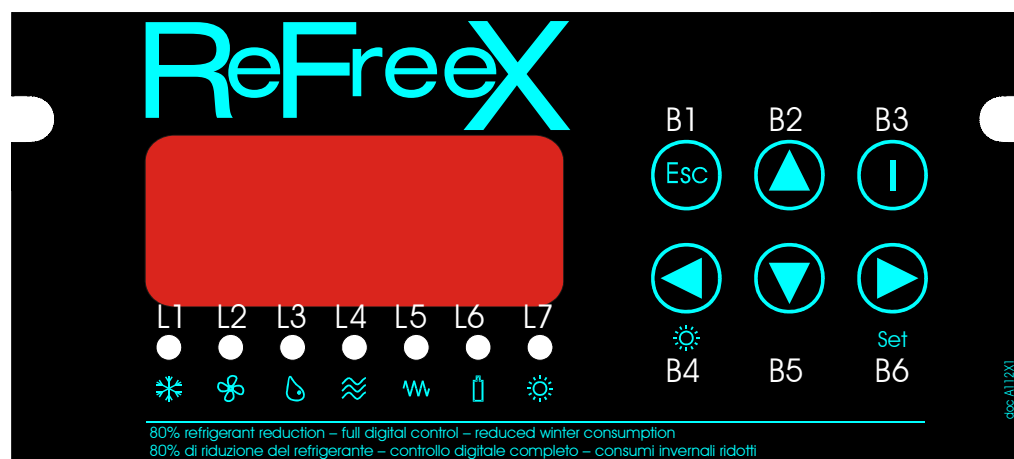 ReFreeX
B1 B2 B3
Esc
L1 L2 L3 L4 L5 L6 L7
Set
B4 B5 B6
80% refrigerant reduction – full digital control – reduced winter consumption
80% di riduzione del refrigerante – controllo digitale completo – consumi invernali ridotti
doc A112X1